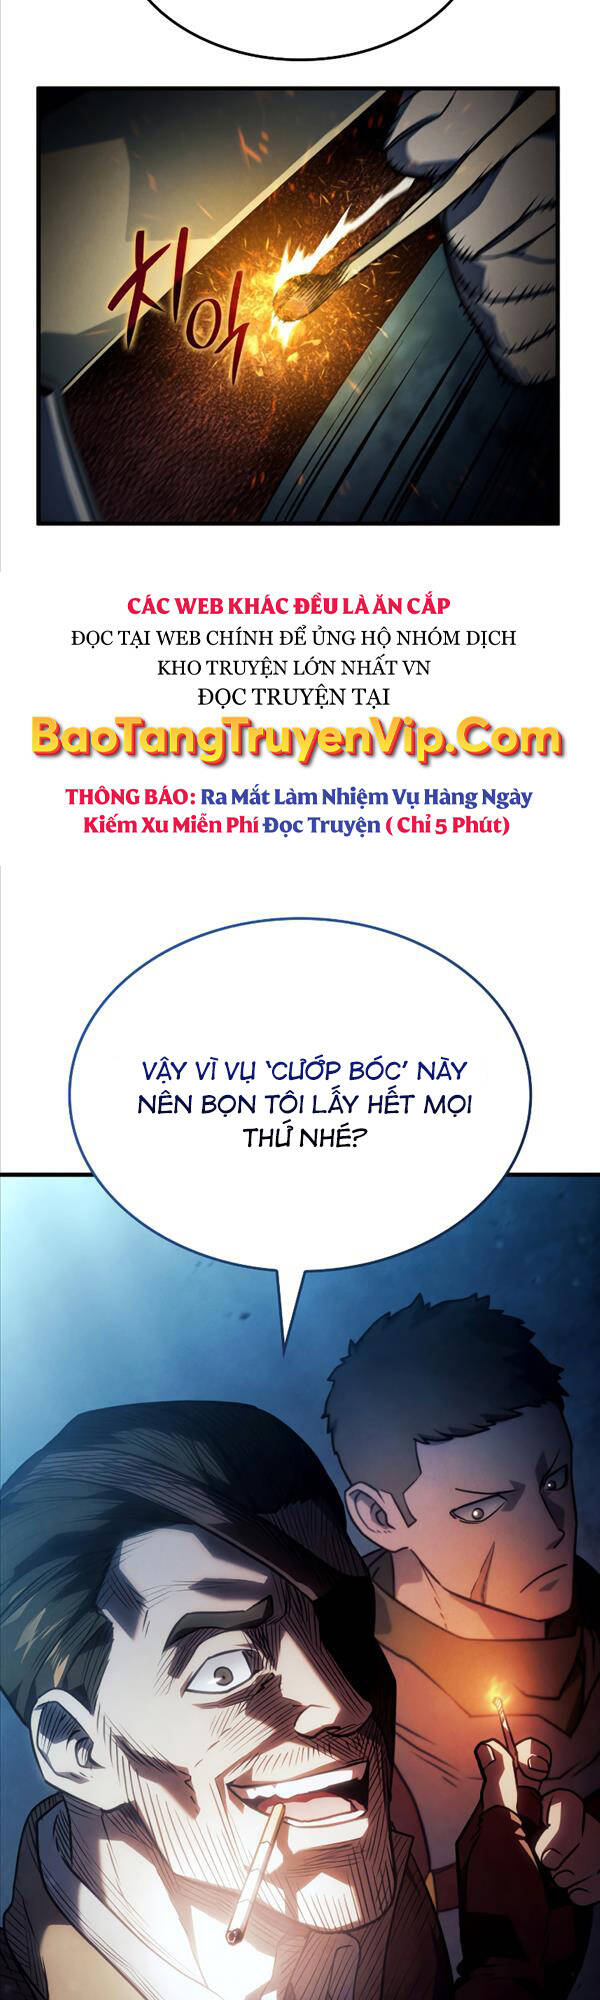 치이익
CÁC WEB KHÁC ĐỀU LÀ ĂN CẮP
ĐỌC TẠI WEB CHÍNH ĐỂ ỦNG HỘ NHÓM DỊCH
KHO TRUYỆN LỚN NHẤT VN
ĐỌC TRUYỆN TẠI
BaoTangTruyenVip.Com
THÔNG BÁO: Ra Mắt Làm Nhiệm Vụ Hàng Ngày
Kiếm Xu Miễn Phí Đọc Truyện ( Chỉ 5 Phút)
VẬY VÌ VỤ ‘CƯỚP BÓC’ NÀY
NÊN BỌN TÔI LẤY HẾT MỌI
THỨ NHÉ?